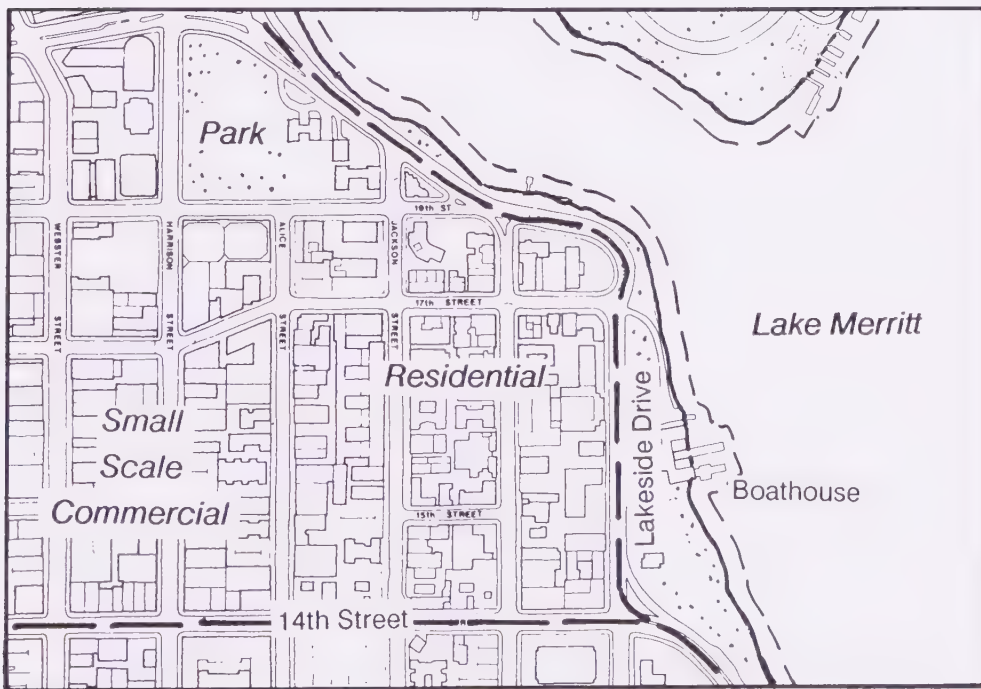 Park
19th ST
WEBSTER
HARRISON
ALICE
JACKSON
17th STREET
STREET
STREET
STREET
STREET
Lake Merritt
Residential
Small
Scale
Commercial
Lakeside Drive
Boathouse
15th STREET
14th Street